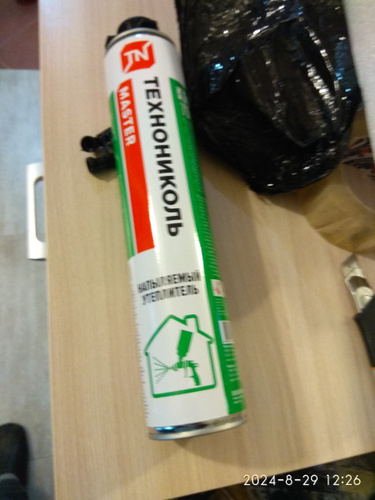 TN
ТЕХНОНИКОЛЬ
MASTER
НАПЫЛЯЕМЫЙ
УТЕПЛИТЕЛЬ
2024-8-29 12:26